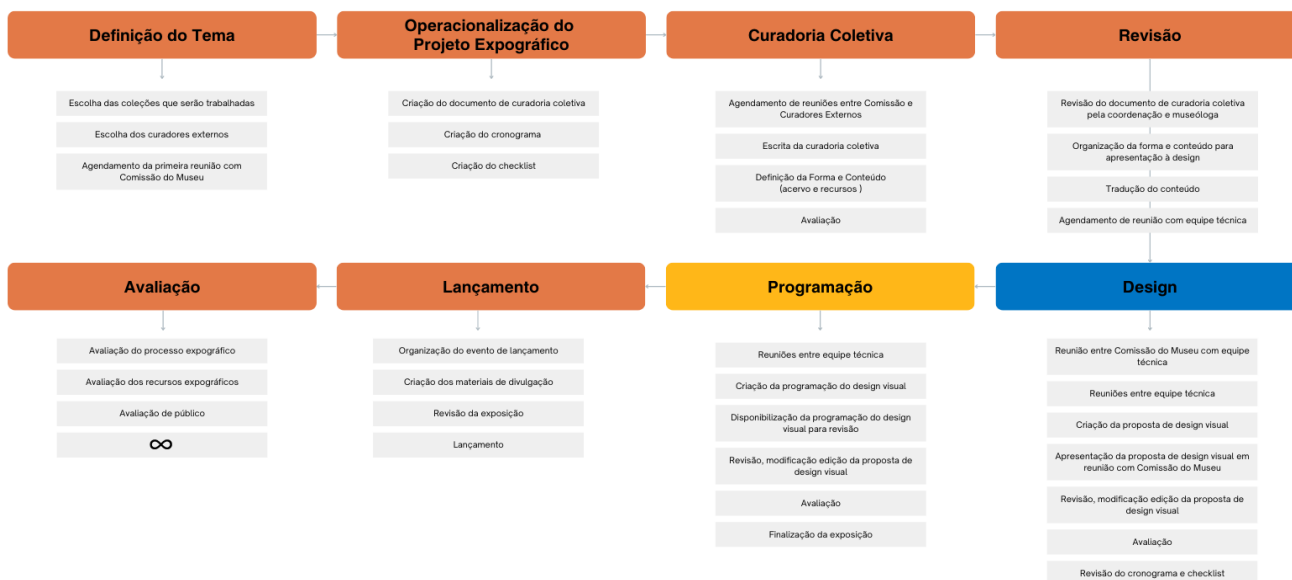 Definição do Tema
Operacionalização do
Projeto Expográfico
Curadoria Coletiva
Revisão
Escolha das coleções que serão trabalhadas
Escolha dos curadores externos
Agendamento da primeira reunião com
Comissão do Museu
Criação do documento de curadoria coletiva
Criação do cronograma
Criação do checklist
Agendamento de reuniões entre Comissão e
Curadores Externos
Escrita da curadoria coletiva
Definição da Forma e Conteúdo
(acervo e recursos )
Avaliação
Revisão do documento de curadoria coletiva
pela coordenação e museóloga
Organização da forma e conteúdo para
apresentação à design
Tradução do conteúdo
Agendamento de reunião com equipe técnica
Avaliação
Lançamento
Programação
Design
Avaliação do processo expográfico
Avaliação dos recursos expográficos
Avaliação de público
∞
Organização do evento de lançamento
Criação dos materiais de divulgação
Revisão da exposição
Lançamento
Reuniões entre equipe técnica
Criação da programação do design visual
Disponibilização da programação do design
visual para revisão
Revisão, modificação edição da proposta de
design visual
Avaliação
Finalização da exposição
Reunião entre Comissão do Museu com equipe
técnica
Reuniões entre equipe técnica
Criação da proposta de design visual
Apresentação da proposta de design visual em
reunião com Comissão do Museu
Revisão, modificação edição da proposta de
design visual
Avaliação
Revisão do cronograma e checklist